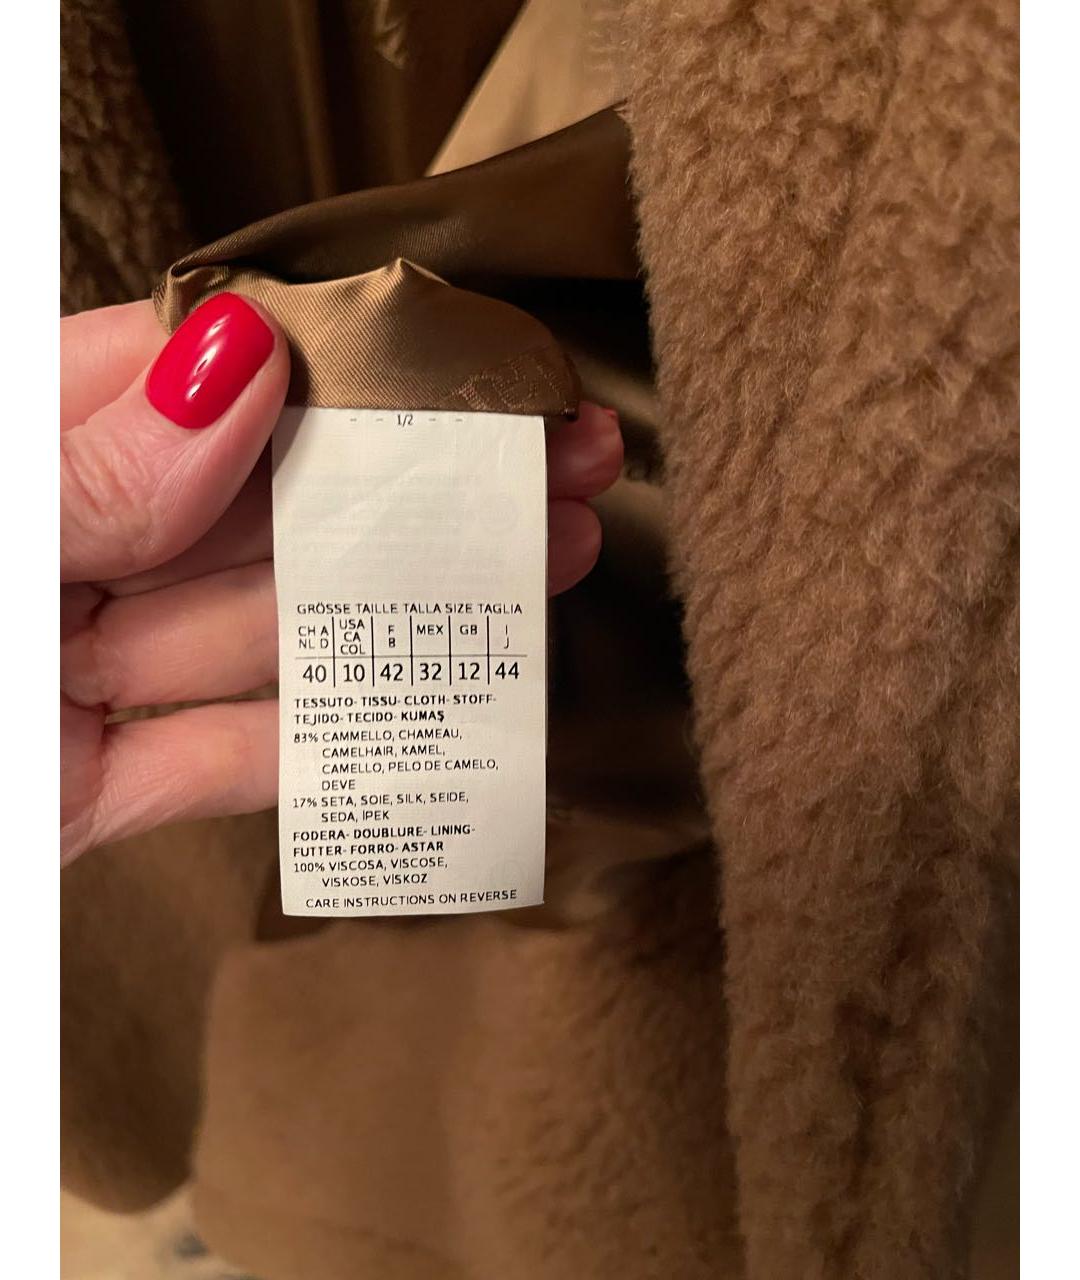 - - 1/2 - -
GRÖSSE TAILLE TALLA SIZE TAGLIA
CH A USA F MEX GB I
NL D CA B J
COL
40 10 42 32 12 44
TESSUTO- TISSU- CLOTH- STOFF-
TEJIDO- TECIDO- KUMAŞ
83% CAMMELLO, CHAMEAU,
CAMELHAIR, KAMEL,
CAMELLO, PELO DE CAMELO,
DEVE
17% SETA, SOIE, SILK, SEIDE,
SEDA, IPEK
FODERA- DOUBLURE- LINING-
FUTTER- FORRO- ASTAR
100% VISCOSA, VISCOSE,
VISKOSE, VİSKOZ
CARE INSTRUCTIONS ON REVERSE